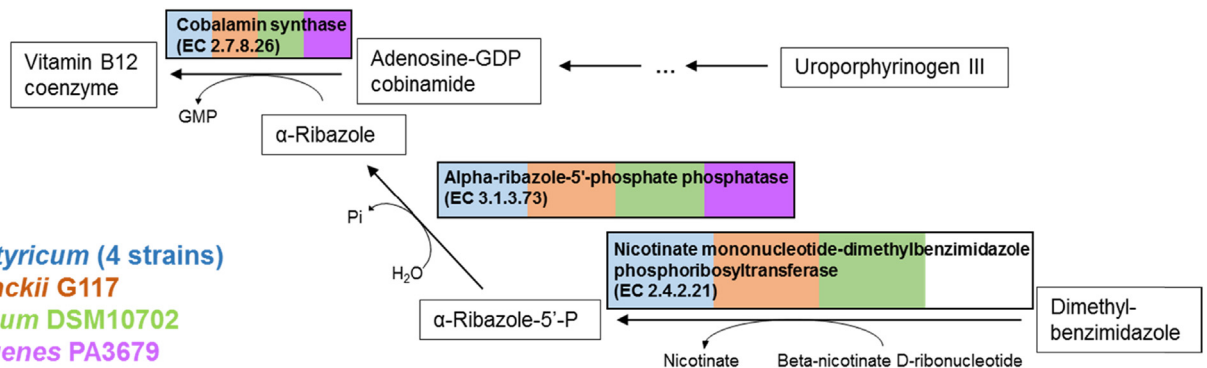 Cobalamin synthase
(EC 2.7.8.26)
Vitamin B12
coenzyme
Adenosine-GDP
cobinamide
...
Uroporphyrinogen III
GMP
α-Ribazole
Alpha-ribazole-5'-phosphate phosphatase
(EC 3.1.3.73)
Pi
H₂O
Nicotinate mononucleotide-dimethylbenzimidazole
phosphoribosyltransferase
(EC 2.4.2.21)
α-Ribazole-5'-P
Dimethyl-
benzimidazole
Nicotinate
Beta-nicotinate D-ribonucleotide
(4 strains)
G117
DSM10702
PA3679